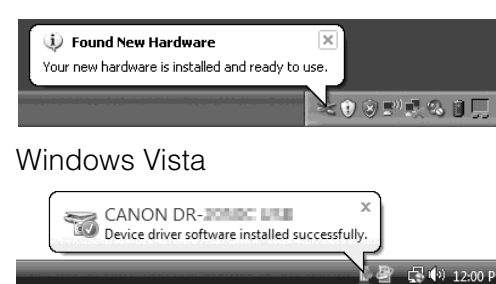 Found New Hardware
Your new hardware is installed and ready to use.
Windows Vista
CANON DR-
Device driver software installed successfully.
12:00 P